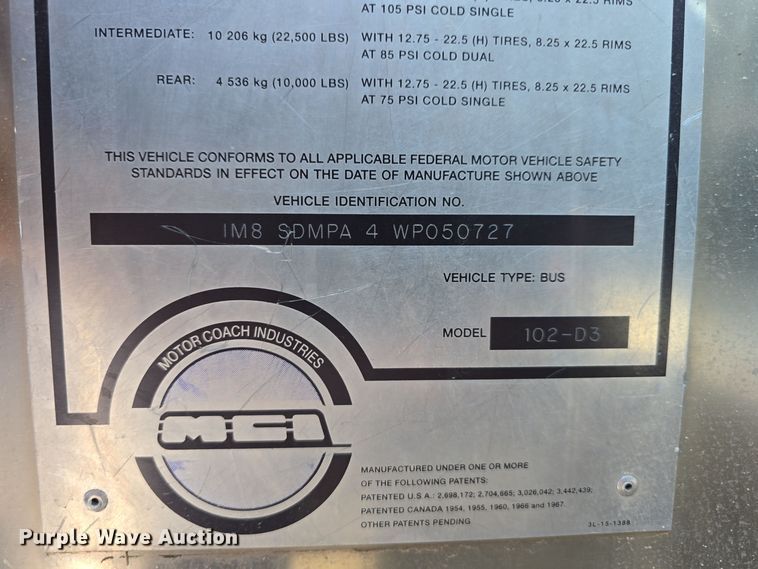 AT 105 PSI COLD SINGLE
INTERMEDIATE: 10 206 kg (22,500 LBS) WITH 12.75 - 22.5 (H) TIRES, 8.25 x 22.5 RIMS
AT 85 PSI COLD DUAL
REAR: 4 536 kg (10,000 LBS) WITH 12.75 - 22.5 (H) TIRES, 8.25 x 22.5 RIMS
AT 75 PSI COLD SINGLE
THIS VEHICLE CONFORMS TO ALL APPLICABLE FEDERAL MOTOR VEHICLE SAFETY
STANDARDS IN EFFECT ON THE DATE OF MANUFACTURE SHOWN ABOVE
VEHICLE IDENTIFICATION NO.
1M8 SDMPA 4 WP050727
VEHICLE TYPE: BUS
MODEL 102-D3
MOTOR COACH INDUSTRIES
MCI
MANUFACTURED UNDER ONE OR MORE
OF THE FOLLOWING PATENTS:
PATENTED U.S.A.: 2,698,172; 2,704,665; 3,026,042; 3,442,439;
PATENTED CANADA 1954, 1955, 1960, 1966 and 1967.
OTHER PATENTS PENDING
3L-15-1388
Purple Wave Auction